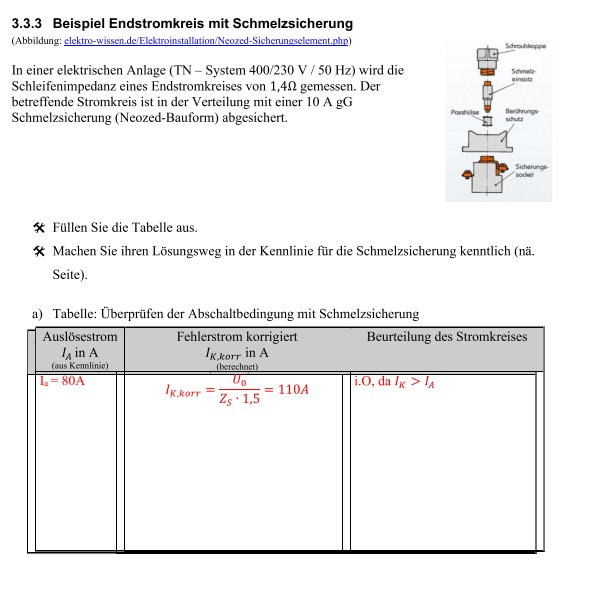 3.3.3 Beispiel Endstromkreis mit Schmelzsicherung
(Abbildung: elektro-wissen.de/Elektroinstallation/Neozed-Sicherungselement.php)
In einer elektrischen Anlage (TN – System 400/230 V / 50 Hz) wird die
Schleifenimpedanz eines Endstromkreises von 1,4Ω gemessen. Der
betreffende Stromkreis ist in der Verteilung mit einer 10 A gG
Schmelzsicherung (Neozed-Bauform) abgesichert.
Schraubkappe
Schmelz-
einsatz
Passhülse
Berührungs-
schutz
Sicherungs-
sockel
Füllen Sie die Tabelle aus.
Machen Sie ihren Lösungsweg in der Kennlinie für die Schmelzsicherung kenntlich (nä.
Seite).
a) Tabelle: Überprüfen der Abschaltbedingung mit Schmelzsicherung
Auslösestrom
I_A in A
(aus Kennlinie)
Fehlerstrom korrigiert
I_K,korr in A
(berechnet)
Beurteilung des Stromkreises
I_a = 80A
I_K,korr = U_0 / (Z_S · 1,5) = 110A
i.O, da I_K > I_A